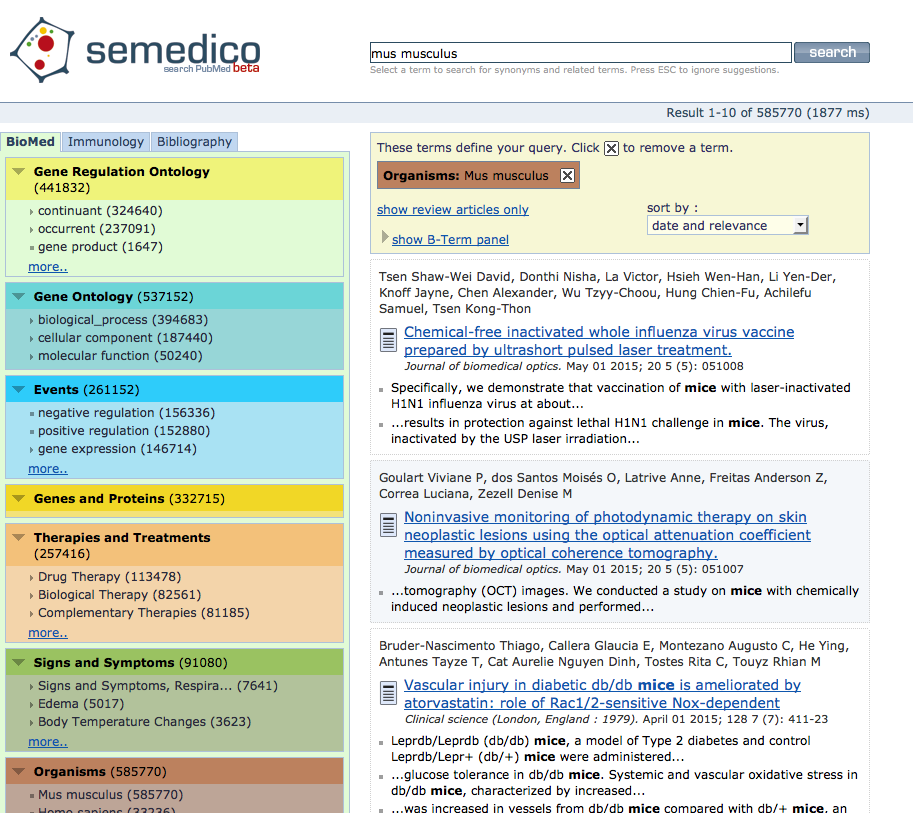 semedico
search PubMed beta
mus musculus
search
Select a term to search for synonyms and related terms. Press ESC to ignore suggestions.
Result 1-10 of 585770 (1877 ms)
BioMed Immunology Bibliography
Gene Regulation Ontology
(441832)
continuant (324640)
occurrent (237091)
gene product (1647)
more..
Gene Ontology (537152)
biological_process (394683)
cellular component (187440)
molecular function (50240)
Events (261152)
negative regulation (156336)
positive regulation (152880)
gene expression (146714)
more..
Genes and Proteins (332715)
Therapies and Treatments
(257416)
Drug Therapy (113478)
Biological Therapy (82561)
Complementary Therapies (81185)
more..
Signs and Symptoms (91080)
Signs and Symptoms, Respira... (7641)
Edema (5017)
Body Temperature Changes (3623)
more..
Organisms (585770)
Mus musculus (585770)
Homo sapiens (33236)
These terms define your query. Click X to remove a term.
Organisms: Mus musculus X
show review articles only
sort by :
date and relevance
show B-Term panel
Tsen Shaw-Wei David, Donthi Nisha, La Victor, Hsieh Wen-Han, Li Yen-Der,
Knoff Jayne, Chen Alexander, Wu Tzyy-Choou, Hung Chien-Fu, Achilefu
Samuel, Tsen Kong-Thon
Chemical-free inactivated whole influenza virus vaccine
prepared by ultrashort pulsed laser treatment.
Journal of biomedical optics. May 01 2015; 20 5 (5): 051008
Specifically, we demonstrate that vaccination of mice with laser-inactivated
H1N1 influenza virus at about...
...results in protection against lethal H1N1 challenge in mice. The virus,
inactivated by the USP laser irradiation...
Goulart Viviane P, dos Santos Moisés O, Latrive Anne, Freitas Anderson Z,
Correa Luciana, Zezell Denise M
Noninvasive monitoring of photodynamic therapy on skin
neoplastic lesions using the optical attenuation coefficient
measured by optical coherence tomography.
Journal of biomedical optics. May 01 2015; 20 5 (5): 051007
...tomography (OCT) images. We conducted a study on mice with chemically
induced neoplastic lesions and performed...
Bruder-Nascimento Thiago, Callera Glaucia E, Montezano Augusto C, He Ying,
Antunes Tayze T, Cat Aurelie Nguyen Dinh, Tostes Rita C, Touyz Rhian M
Vascular injury in diabetic db/db mice is ameliorated by
atorvastatin: role of Rac1/2-sensitive Nox-dependent
Clinical science (London, England : 1979). April 01 2015; 128 7 (7): 411-23
Leprdb/Leprdb (db/db) mice, a model of Type 2 diabetes and control
Leprdb/Lepr+ (db/+) mice were administered...
...glucose tolerance in db/db mice. Systemic and vascular oxidative stress in
db/db mice, characterized by increased...
...was increased in vessels from db/db mice compared with db/+ mice, an